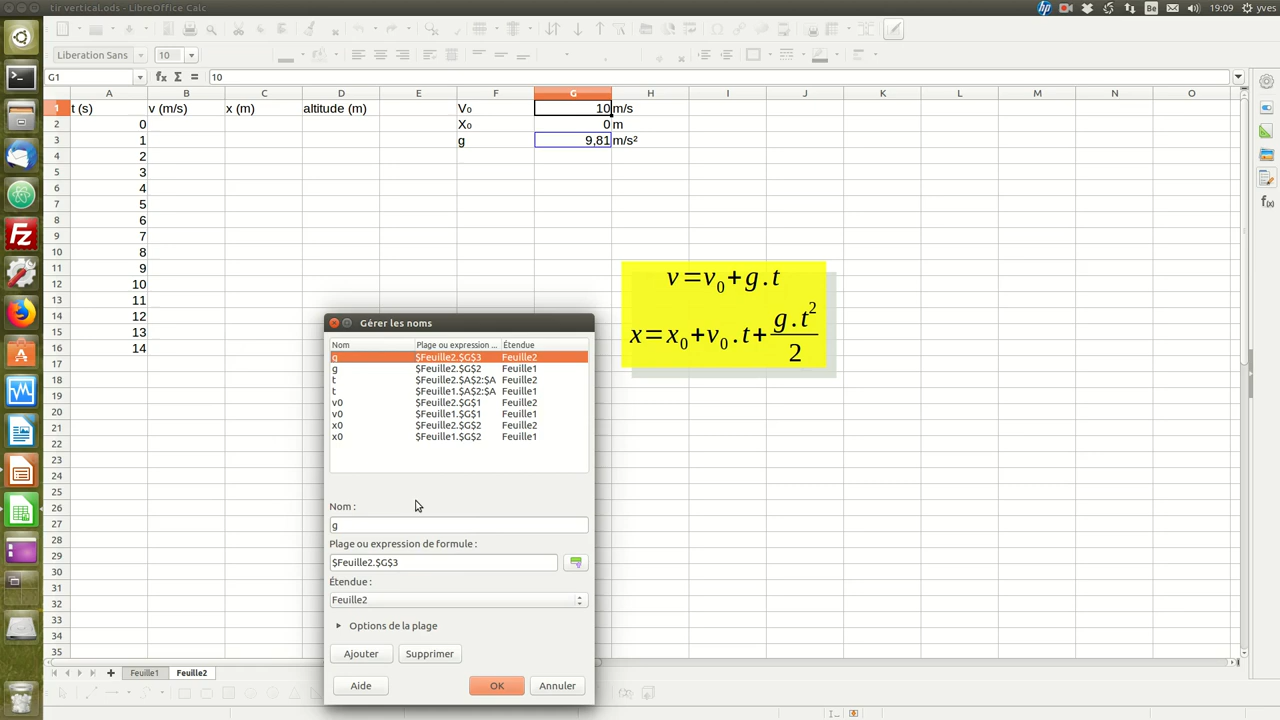 tir vertical.ods - LibreOffice Calc
Be
19:09
yves
Liberation Sans
10
G1
10
A B C D E F G H I J K L M N O
1 t (s) v (m/s) x (m) altitude (m) V₀ 10 m/s
2 0 X₀ 0 m
3 1 g 9,81 m/s²
4 2
5 3
6 4
7 5
8 6
9 7
10 8
11 9
12 10
13 11
14 12
15 13
16 14
17
18
19
20
21
22
23
24
25
26
27
28
29
30
31
32
33
34
35
v=v₀+g.t
x=x₀+v₀.t+g.t²/2
Gérer les noms
Nom Plage ou expression ... Étendue
g $Feuille2.$G$3 Feuille2
g $Feuille2.$G$2 Feuille1
t $Feuille2.$A$2:$A Feuille2
t $Feuille1.$A$2:$A Feuille1
v0 $Feuille2.$G$1 Feuille2
v0 $Feuille1.$G$1 Feuille1
x0 $Feuille2.$G$2 Feuille2
x0 $Feuille1.$G$2 Feuille1
Nom :
g
Plage ou expression de formule :
$Feuille2.$G$3
Étendue :
Feuille2
Options de la plage
Ajouter Supprimer
Aide OK Annuler
Feuille1 Feuille2